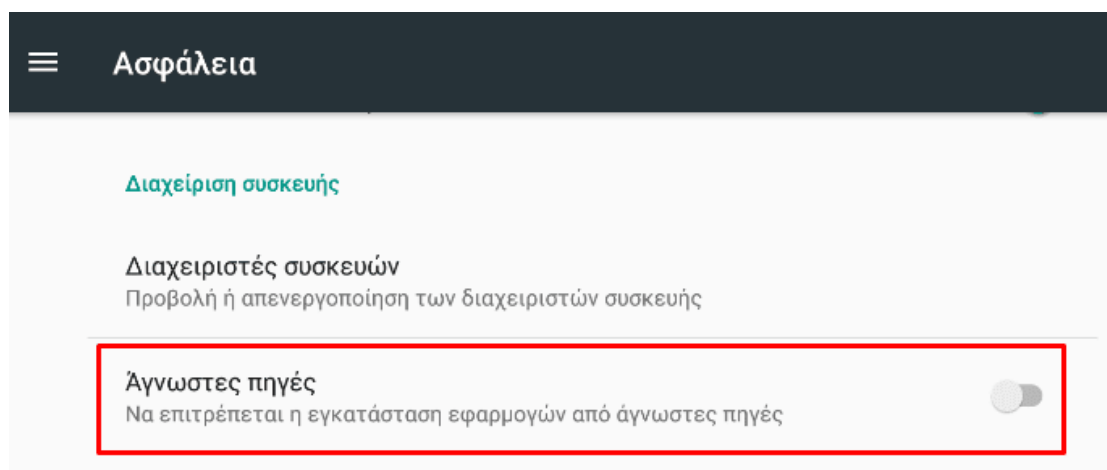 Ασφάλεια
Διαχείριση συσκευής
Διαχειριστές συσκευών
Προβολή ή απενεργοποίηση των διαχειριστών συσκευής
Άγνωστες πηγές
Να επιτρέπεται η εγκατάσταση εφαρμογών από άγνωστες πηγές